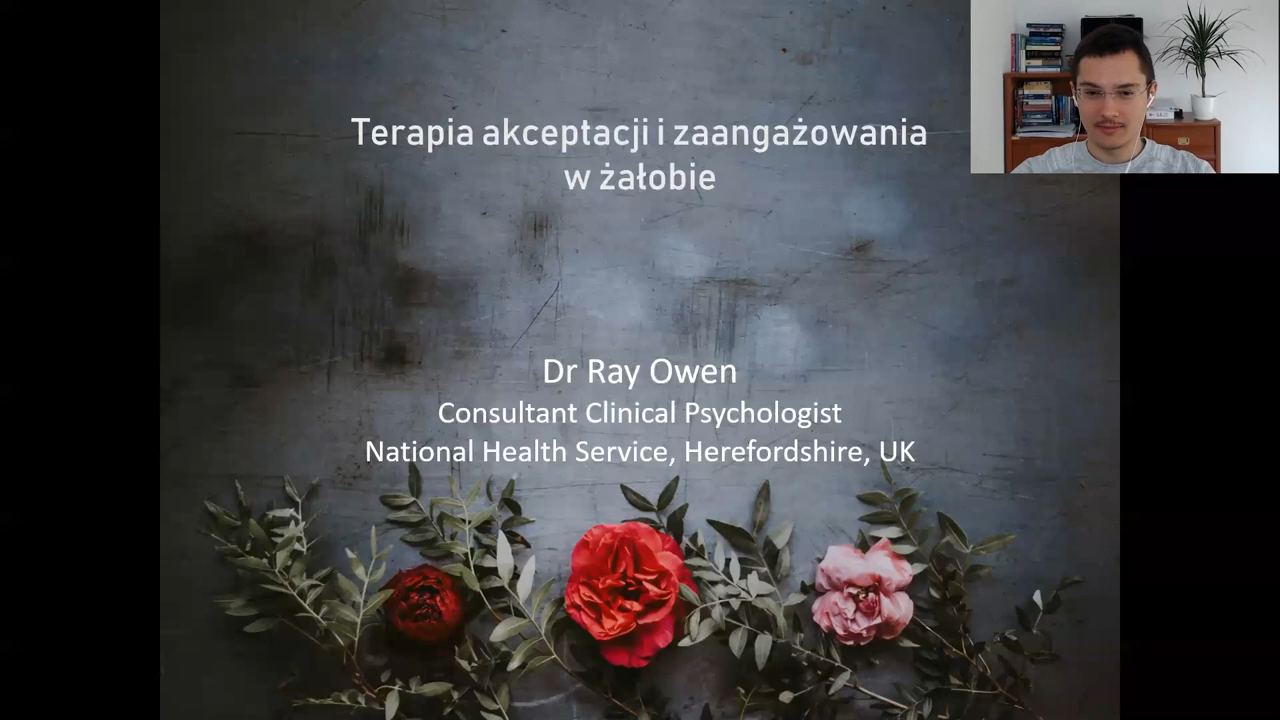 Terapia akceptacji i zaangażowania
w żałobie
Dr Ray Owen
Consultant Clinical Psychologist
National Health Service, Herefordshire, UK